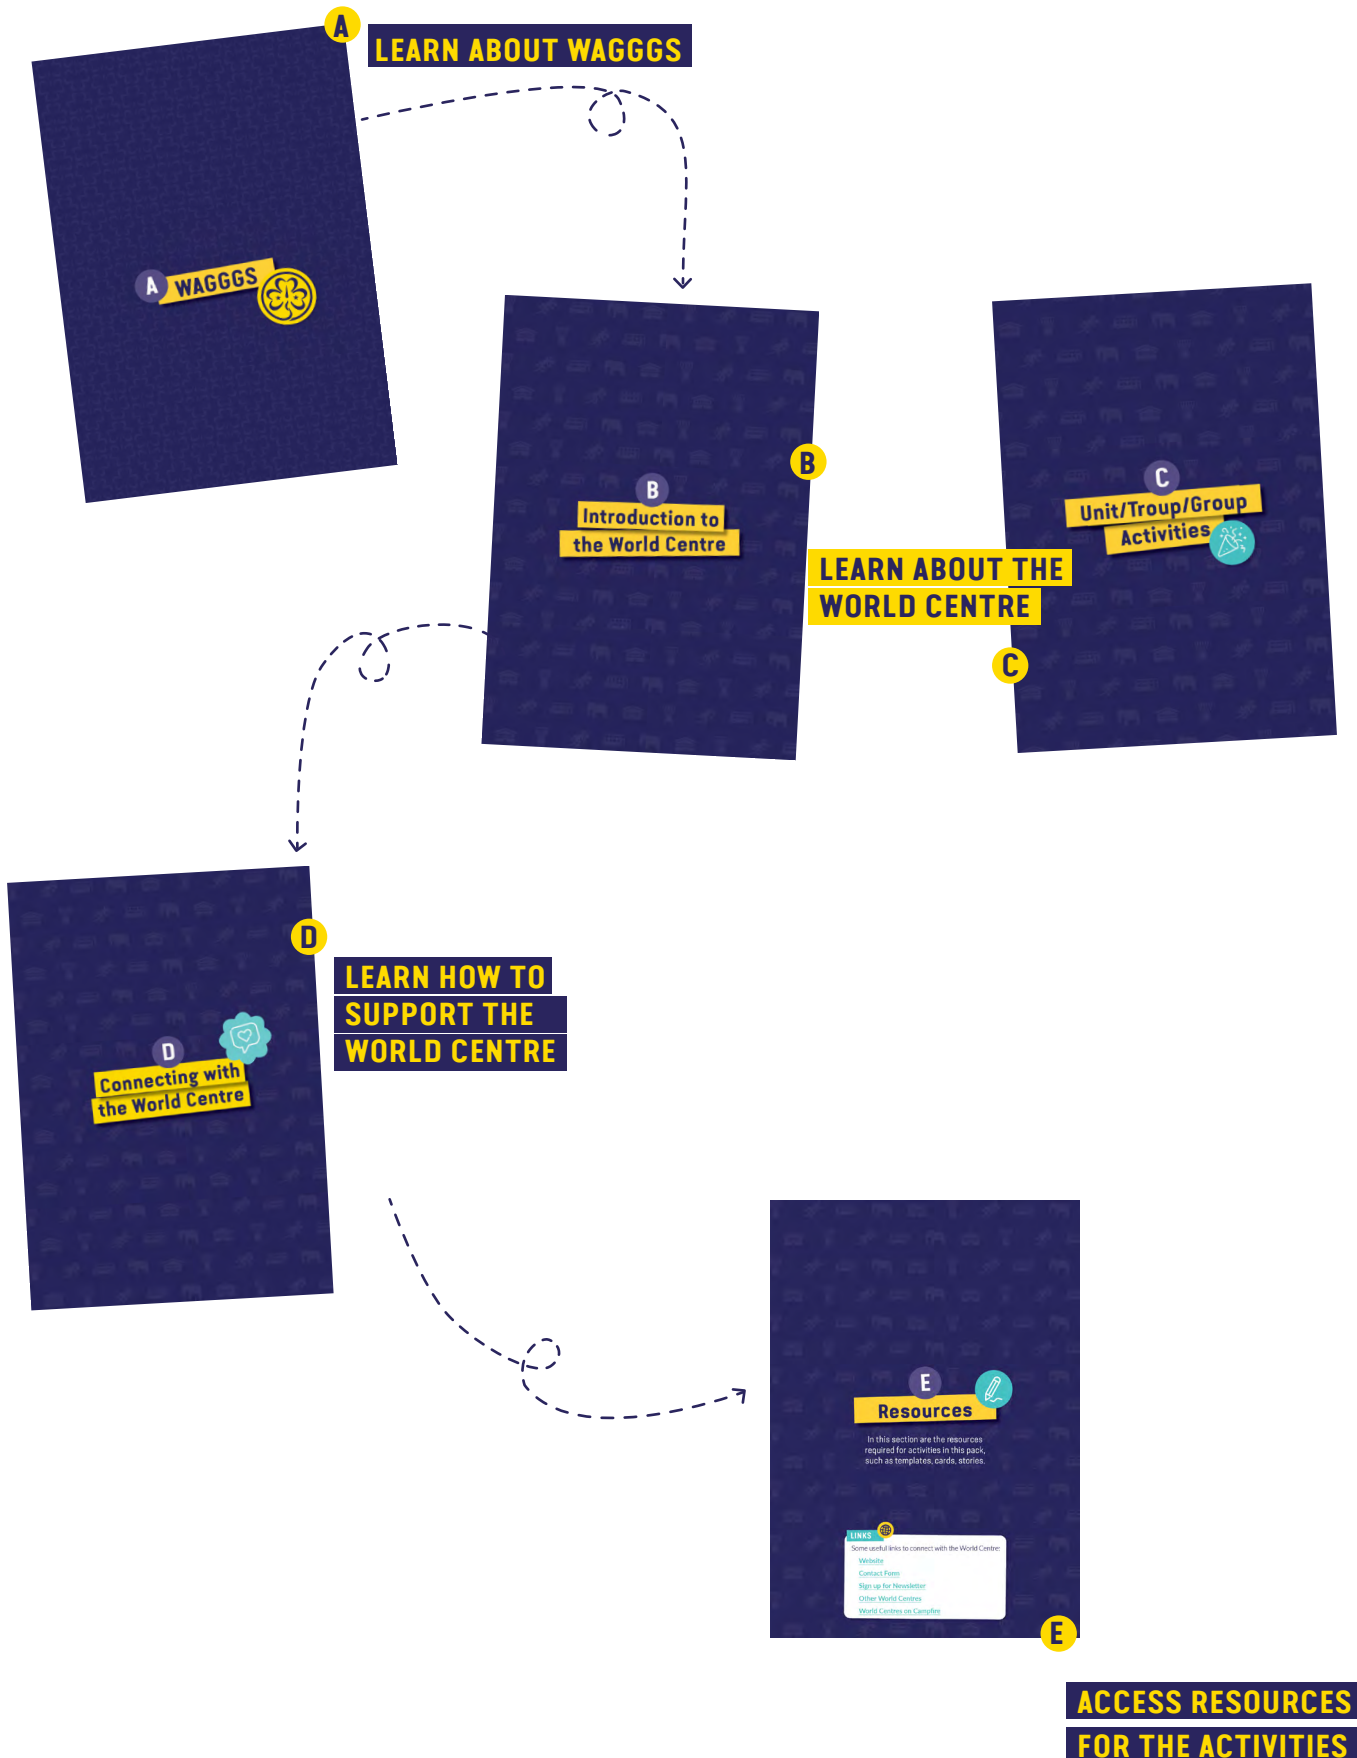 A
LEARN ABOUT WAGGGS
A
WAGGGS
B
Introduction to
the World Centre
B
LEARN ABOUT THE
WORLD CENTRE
C
Unit/Troup/Group
Activities
C
D
LEARN HOW TO
SUPPORT THE
WORLD CENTRE
D
Connecting with
the World Centre
E
Resources
In this section are the resources
required for activities in this pack,
such as templates, cards, stories.
LINKS
Some useful links to connect with the World Centre:
Website
Contact Form
Sign up for Newsletter
Other World Centres
World Centres on Campfire
E
ACCESS RESOURCES
FOR THE ACTIVITIES